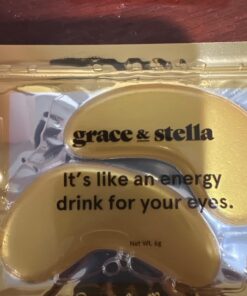 grace & stella
It's like an energy
drink for your eyes.
Net Wt. 6g